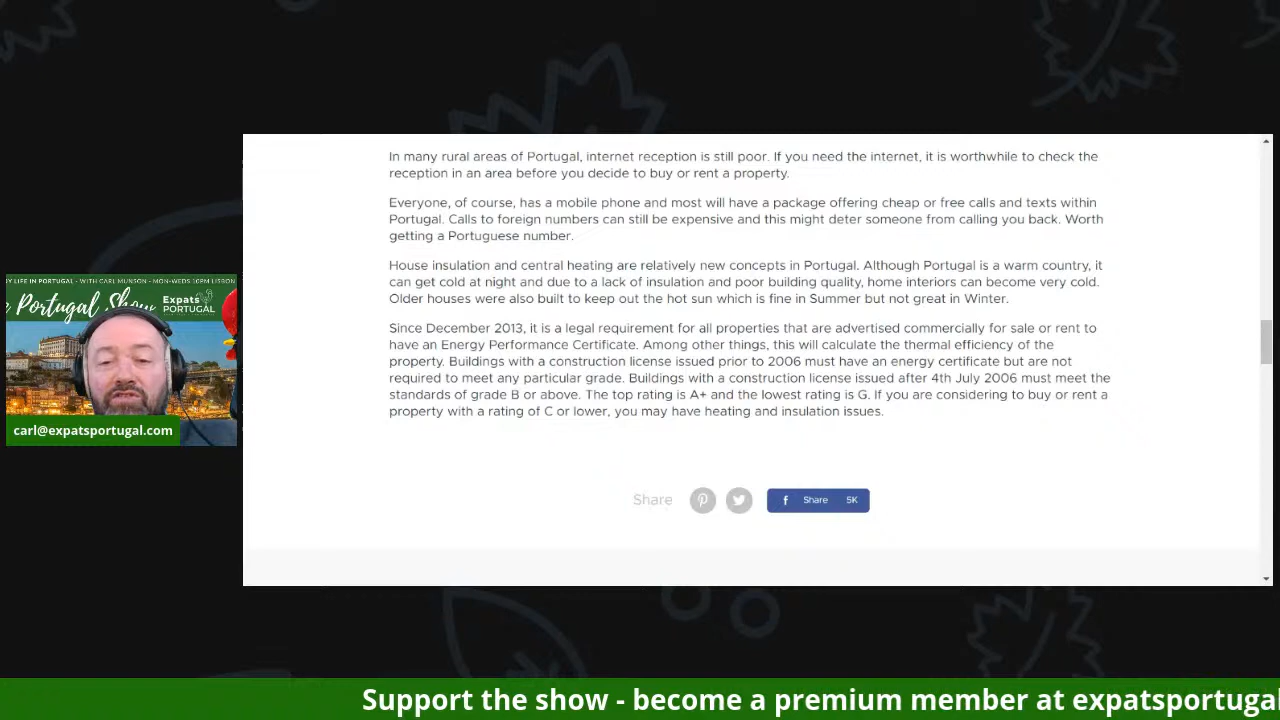 In many rural areas of Portugal, internet reception is still poor. If you need the internet, it is worthwhile to check the
reception in an area before you decide to buy or rent a property.
Everyone, of course, has a mobile phone and most will have a package offering cheap or free calls and texts within
Portugal. Calls to foreign numbers can still be expensive and this might deter someone from calling you back. Worth
getting a Portuguese number.
House insulation and central heating are relatively new concepts in Portugal. Although Portugal is a warm country, it
can get cold at night and due to a lack of insulation and poor building quality, home interiors can become very cold.
Older houses were also built to keep out the hot sun which is fine in Summer but not great in Winter.
Since December 2013, it is a legal requirement for all properties that are advertised commercially for sale or rent to
have an Energy Performance Certificate. Among other things, this will calculate the thermal efficiency of the
property. Buildings with a construction license issued prior to 2006 must have an energy certificate but are not
required to meet any particular grade. Buildings with a construction license issued after 4th July 2006 must meet the
standards of grade B or above. The top rating is A+ and the lowest rating is G. If you are considering to buy or rent a
property with a rating of C or lower, you may have heating and insulation issues.
Share
Share 5K
Y LIFE IN PORTUGAL - WITH CARL MUNSON - MON-WEDS 10PM LISBON
Portugal Show
Expats
PORTUGAL
carl@expatsportugal.com
Support the show - become a premium member at expatsportugal